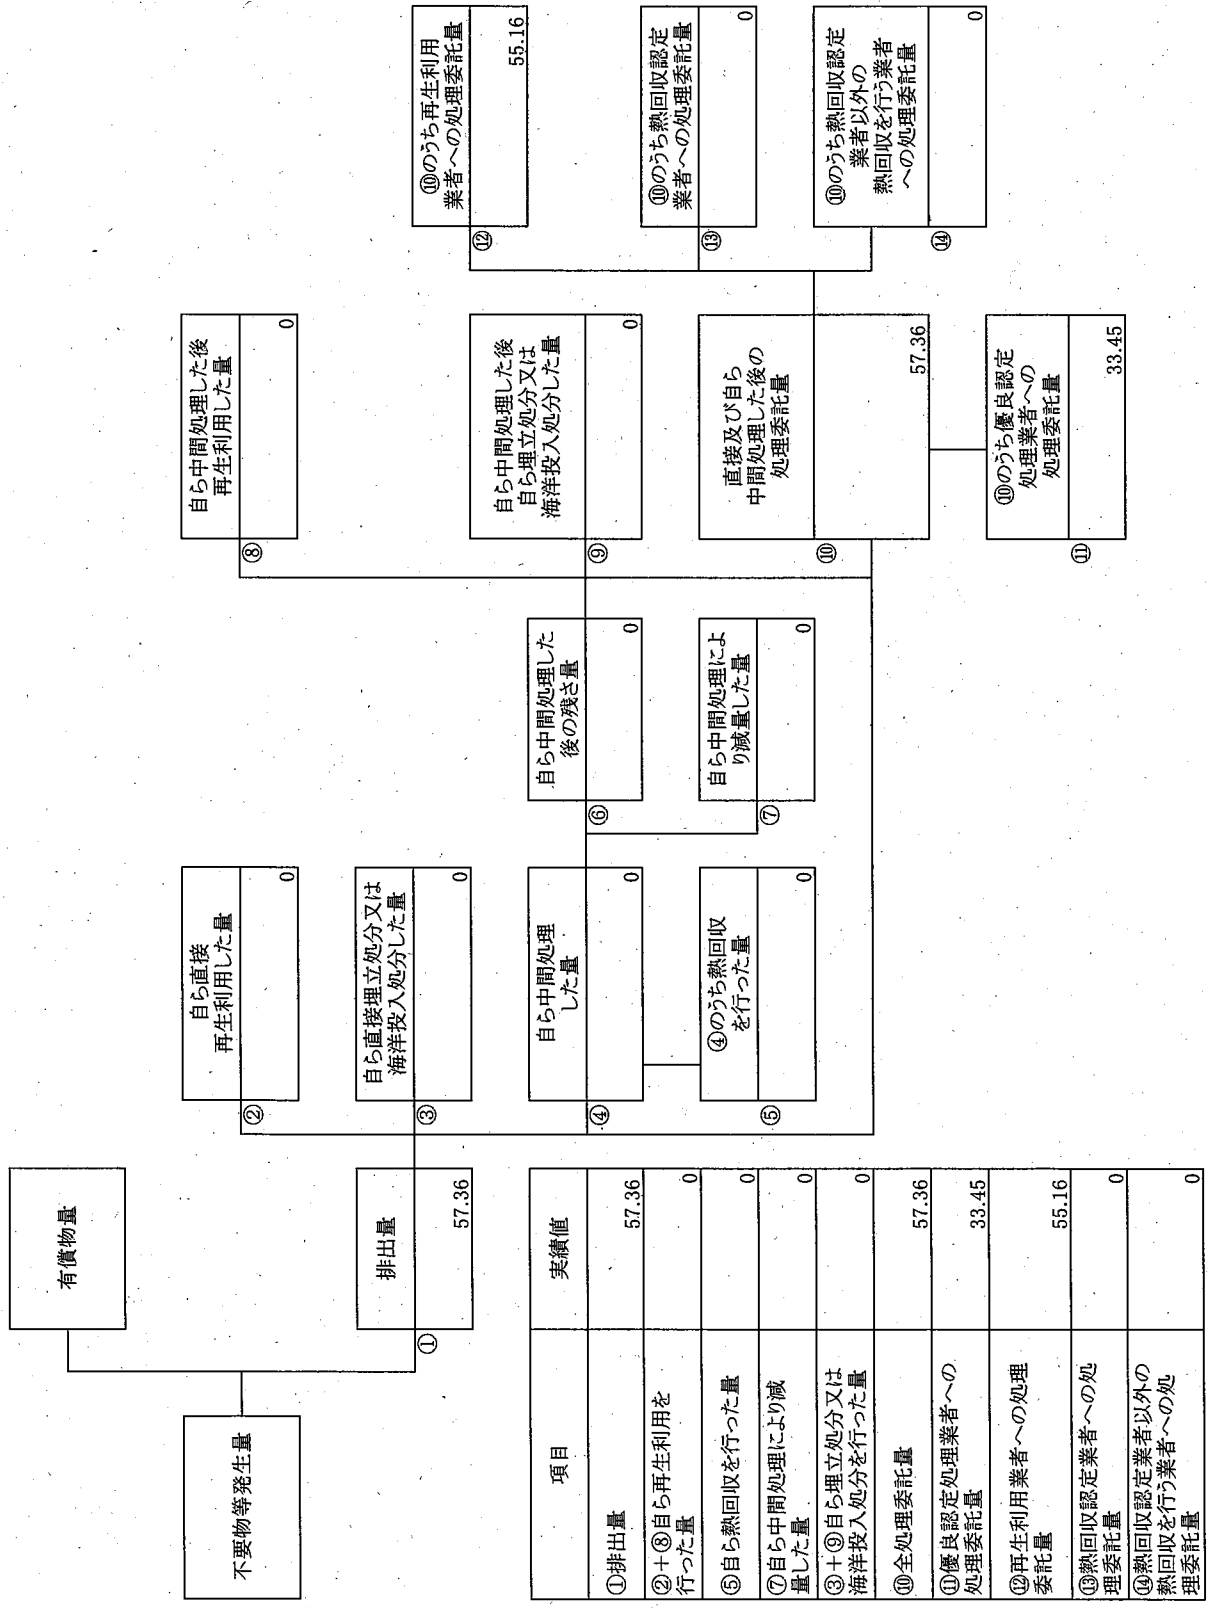 不要物等発生量
有償物量
排出量
①
57.36
自ら直接
再生利用した量
②
0
自ら直接埋立処分又は
海洋投入処分した量
③
0
自ら中間処理
した量
④
0
④のうち熱回収
を行った量
⑤
0
自ら中間処理した
後の残さ量
⑥
0
自ら中間処理によ
り減量した量
⑦
0
自ら中間処理した後
再生利用した量
⑧
0
自ら中間処理した後
自ら埋立処分又は
海洋投入処分した量
⑨
0
直接及び自ら
中間処理した後の
処理委託量
⑩
57.36
⑩のうち優良認定
処理業者への
処理委託量
⑪
33.45
⑩のうち再生利用
業者への処理委託量
⑫
55.16
⑩のうち熱回収認定
業者への処理委託量
⑬
0
⑩のうち熱回収認定
業者以外の
熱回収を行う業者
への処理委託量
⑭
0
項目
実績値
①排出量
57.36
②+⑧自ら再生利用を
行った量
0
⑤自ら熱回収を行った量
0
⑦自ら中間処理により減
量した量
0
③+⑨自ら埋立処分又は
海洋投入処分を行った量
0
⑩全処理委託量
57.36
⑪優良認定処理業者への
処理委託量
33.45
⑫再生利用業者への処理
委託量
55.16
⑬熱回収認定業者への処
理委託量
0
⑭熱回収認定業者以外の
熱回収を行う業者への処
理委託量
0